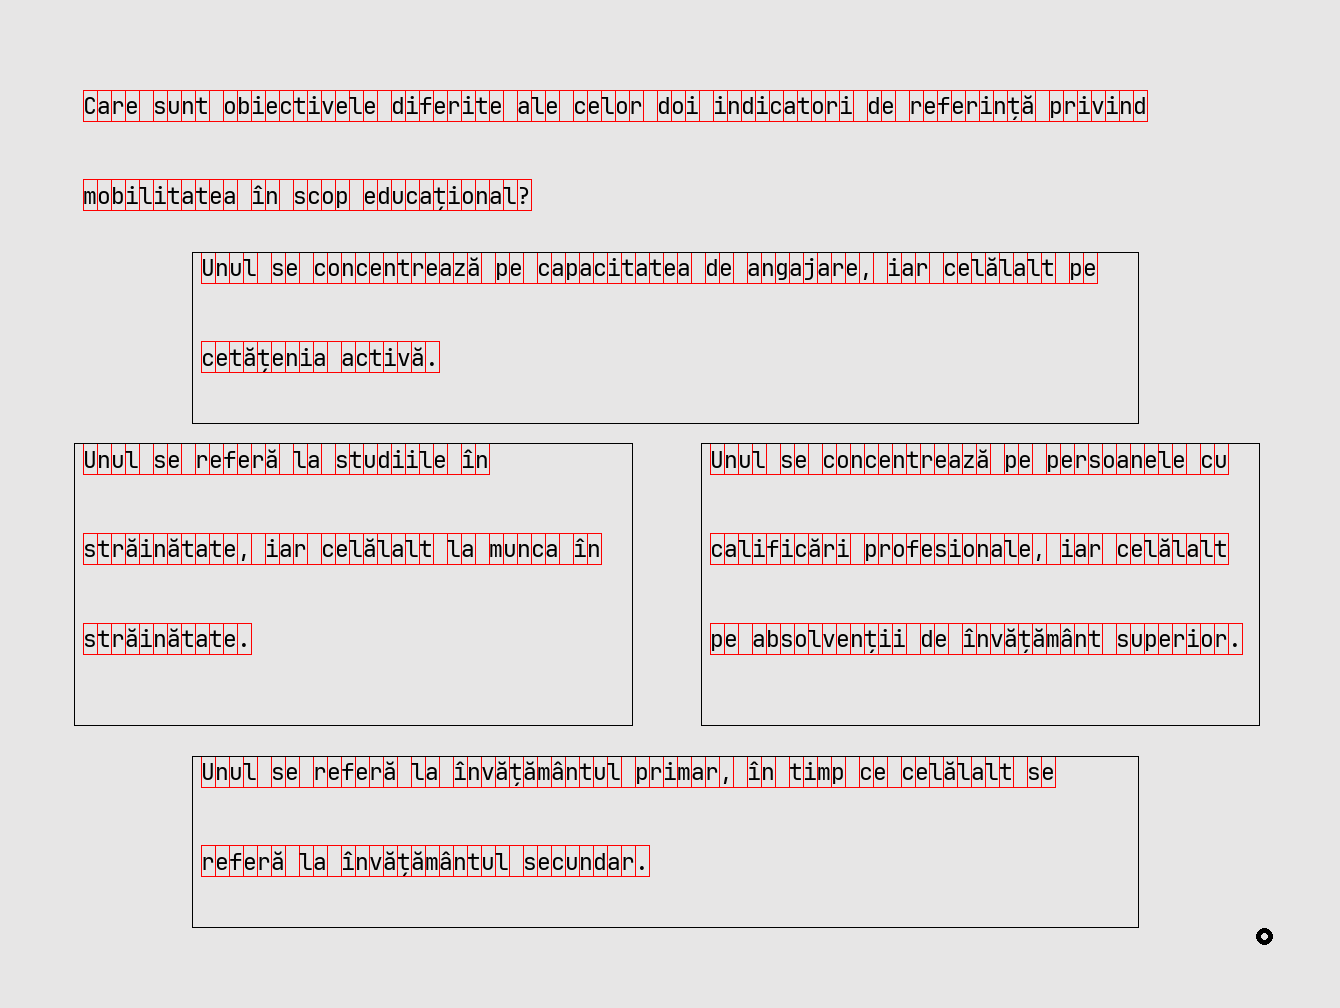 Care sunt obiectivele diferite ale celor doi indicatori de referință privind
mobilitatea în scop educațional?
Unul se concentrează pe capacitatea de angajare, iar celălalt pe
cetățenia activă.
Unul se referă la studiile în
străinătate, iar celălalt la munca în
străinătate.
Unul se concentrează pe persoanele cu
calificări profesionale, iar celălalt
pe absolvenții de învățământ superior.
Unul se referă la învățământul primar, în timp ce celălalt se
referă la învățământul secundar.